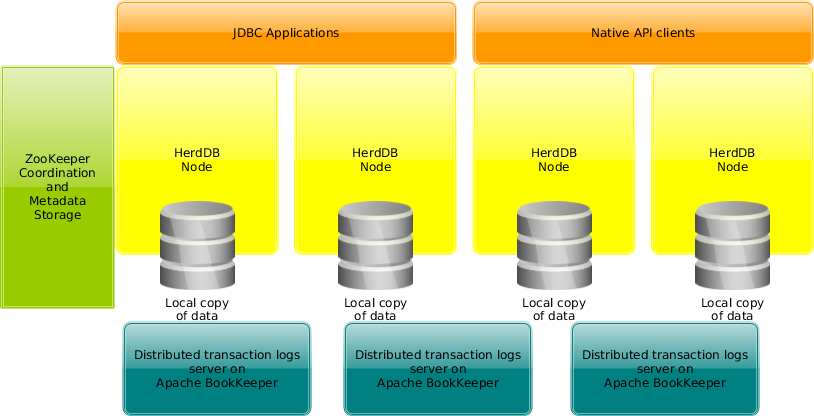 JDBC Applications
Native API clients
ZooKeeper
Coordination
and
Metadata
Storage
HerdDB
Node
HerdDB
Node
HerdDB
Node
HerdDB
Node
Local copy
of data
Local copy
of data
Local copy
of data
Local copy
of data
Distributed transaction logs
server on
Apache BookKeeper
Distributed transaction logs
server on
Apache BookKeeper
Distributed transaction logs
server on
Apache BookKeeper